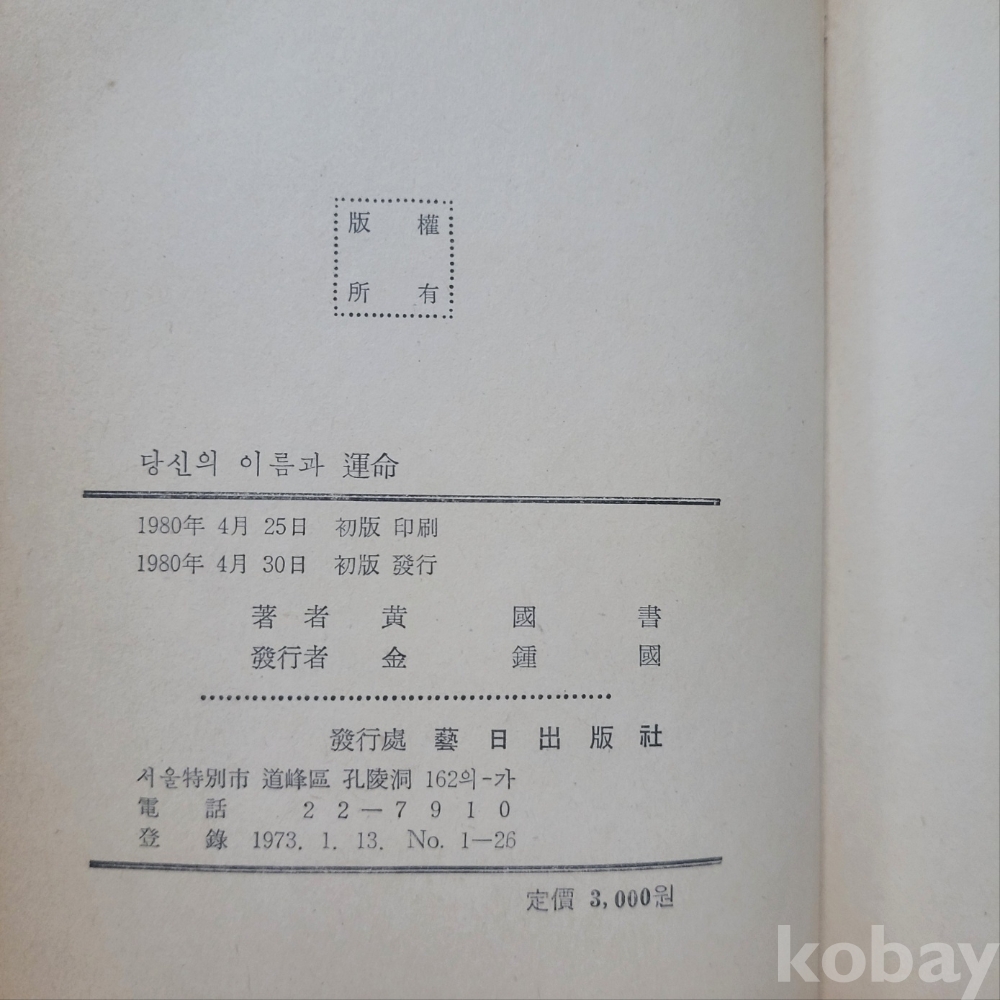 版 權
所 有
당신의 이름과 運命
1980年 4月 25日 初版 印刷
1980年 4月 30日 初版 發行
著者 黄國書
發行者 金鍾國
發行處 藝日出版社
서울特別市 道峰區 孔陵洞 162의-가
電話 22-7910
登錄 1973. 1. 13. No. 1-26
定價 3,000원
kobay